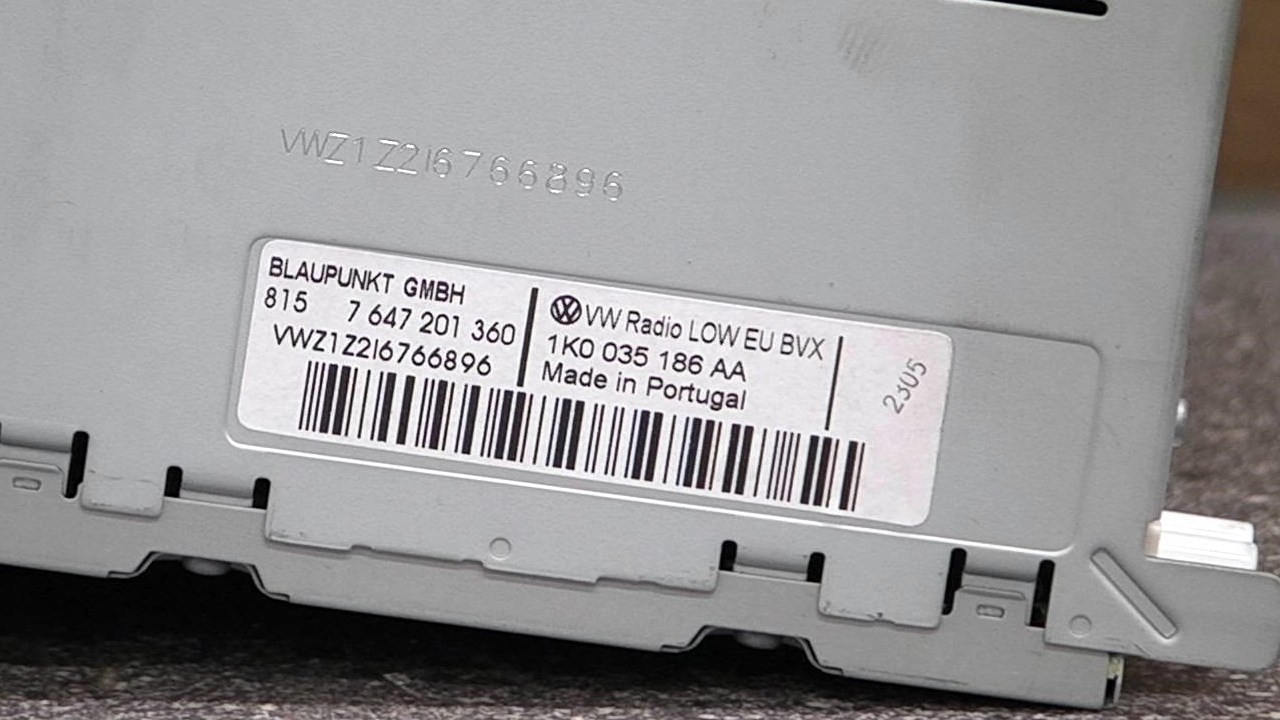 VWZ1Z2I6766896
BLAUPUNKT GMBH
815 7 647 201 360
VWZ1Z2I6766896
VW Radio LOW EU BVX
1K0 035 186 AA
Made in Portugal
2305